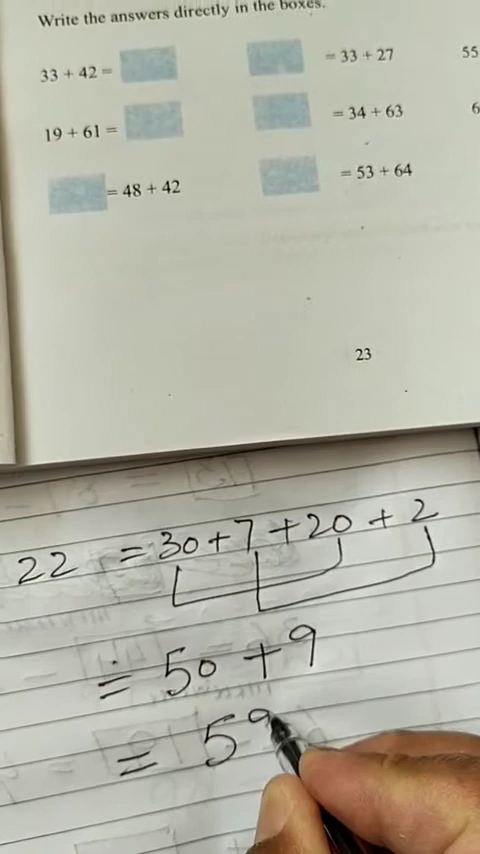 Write the answers directly in the boxes.
33 + 42 = = 33 + 27 55
19 + 61 = = 34 + 63 6
= 48 + 42 = 53 + 64
23
22 = 30 + 7 + 20 + 2
= 50 + 9
= 59